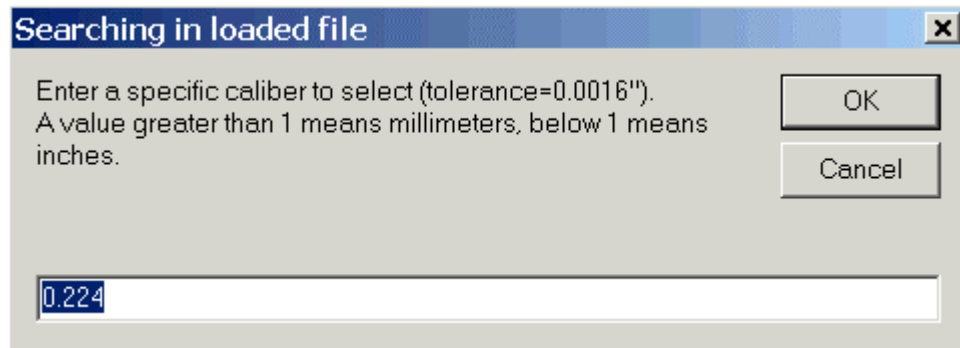 Searching in loaded file
Enter a specific caliber to select (tolerance=0.0016").
A value greater than 1 means millimeters, below 1 means
inches.
OK
Cancel
0.224